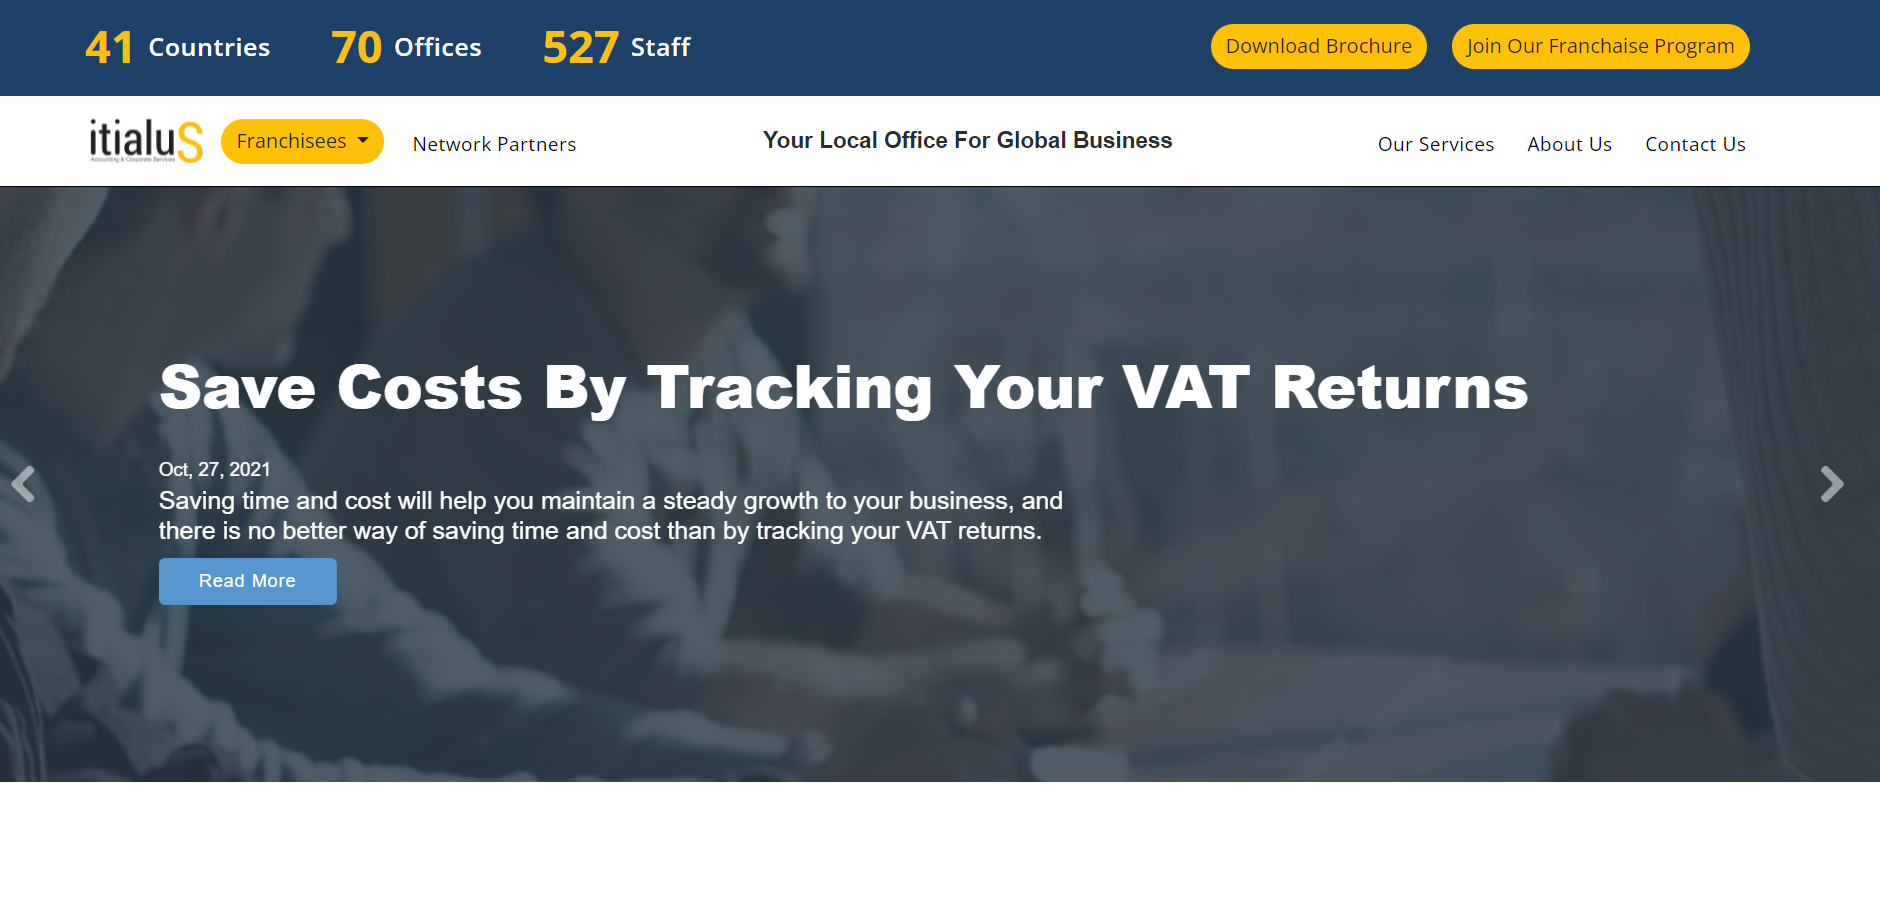 41 Countries 70 Offices 527 Staff Download Brochure Join Our Franchaise Program
itialuS
Accounting & Corporate Services
Franchisees Network Partners Your Local Office For Global Business Our Services About Us Contact Us
Save Costs By Tracking Your VAT Returns
Oct, 27, 2021
Saving time and cost will help you maintain a steady growth to your business, and
there is no better way of saving time and cost than by tracking your VAT returns.
Read More